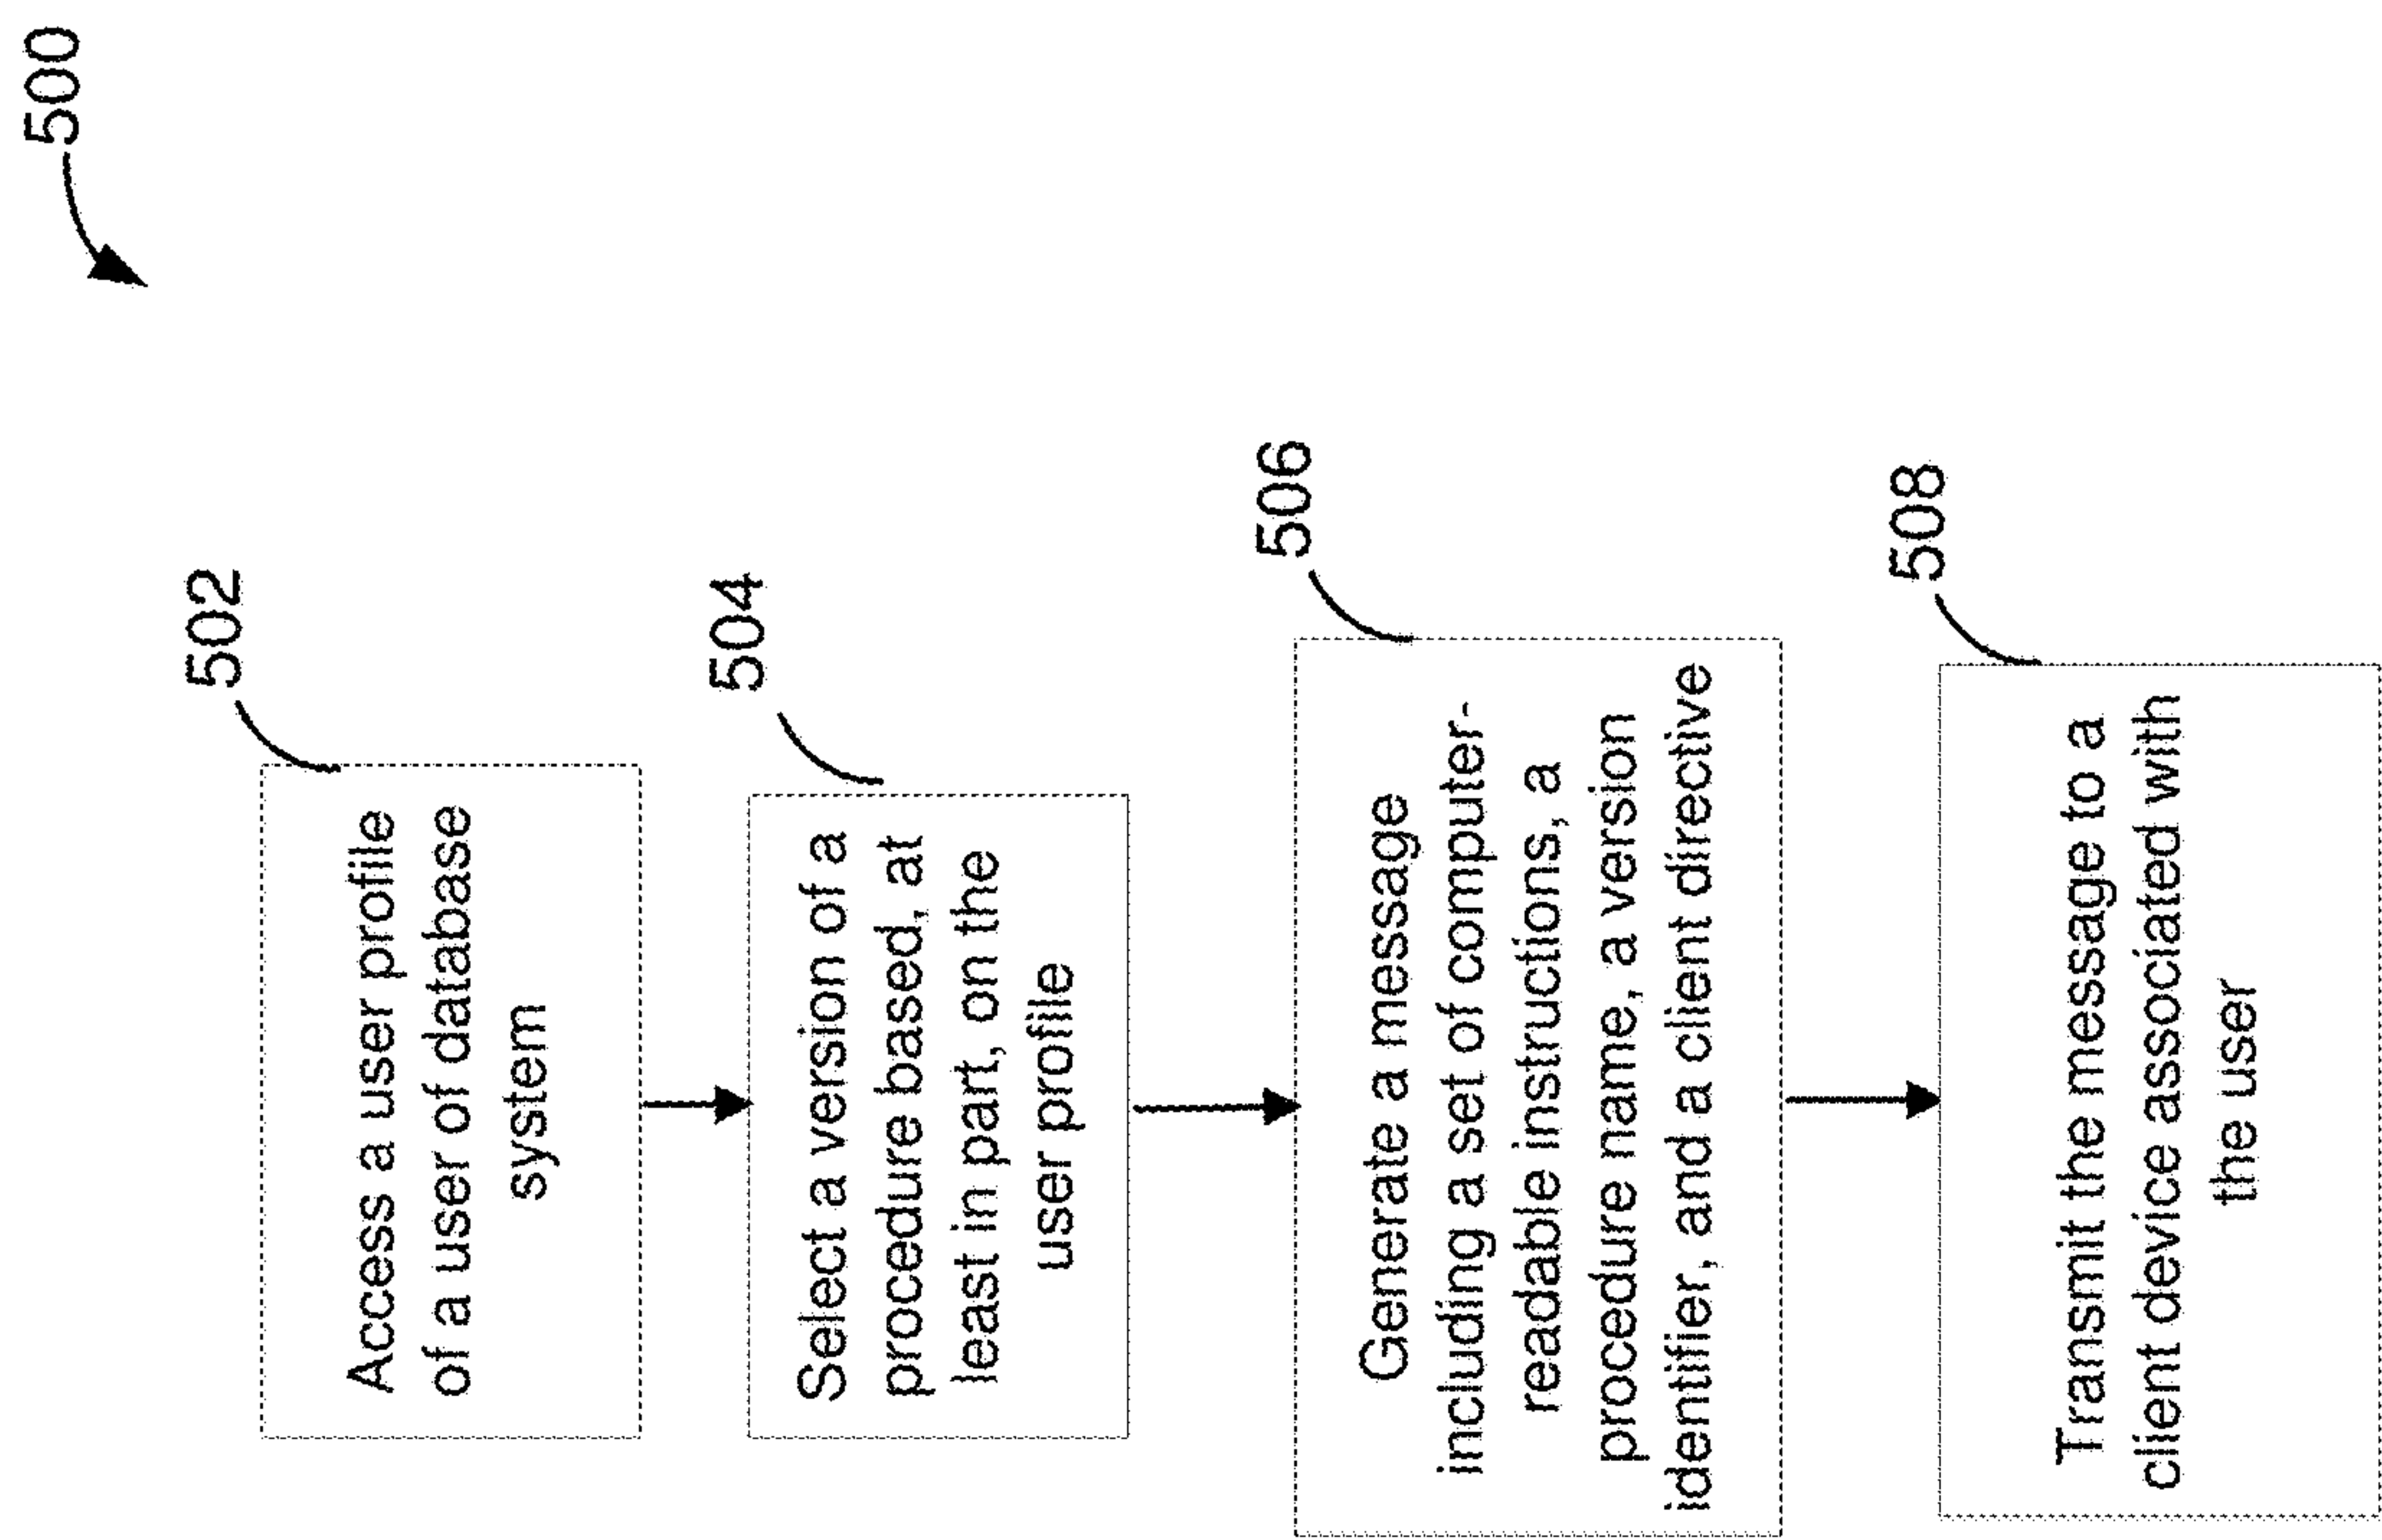 500
502
Access a user profile
of a user of database
system
504
Select a version of a
procedure based, at
least in part, on the
user profile
506
Generate a message
including a set of computer-
readable instructions, a
procedure name, a version
identifier, and a client directive
508
Transmit the message to a
client device associated with
the user